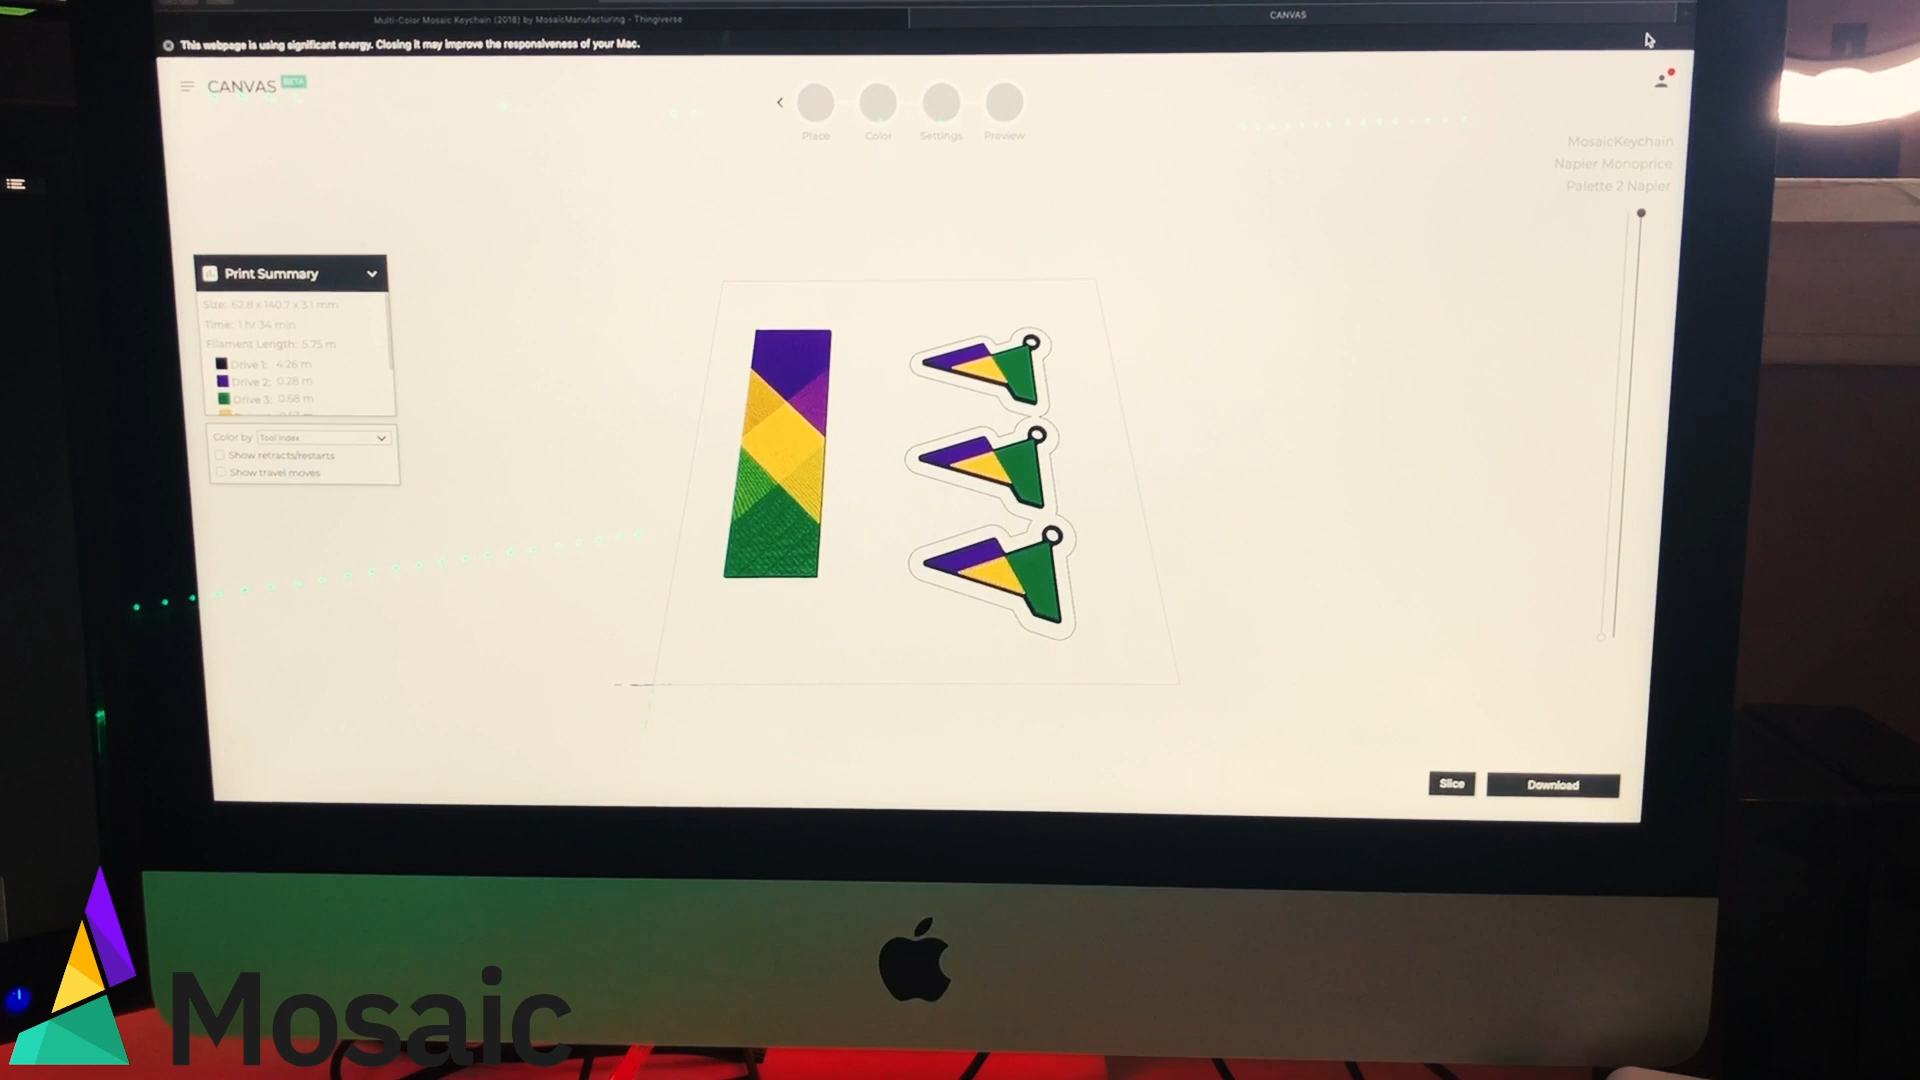 Multi-Color Mosaic Keychain (2018) by MosaicManufacturing - Thingiverse
CANVAS
This webpage is using significant energy. Closing it may improve the responsiveness of your Mac.
CANVAS BETA
Place Color Settings Preview
MosaicKeychain
Napier Monoprice
Palette 2 Napier
Print Summary
Size: 62.8 x 140.7 x 3.1 mm
Time: 1 hr 34 min
Filament Length: 5.75 m
Drive 1: 4.26 m
Drive 2: 0.28 m
Drive 3: 0.68 m
Color by Tool index
Show retracts/restarts
Show travel moves
Slice Download
Mosaic